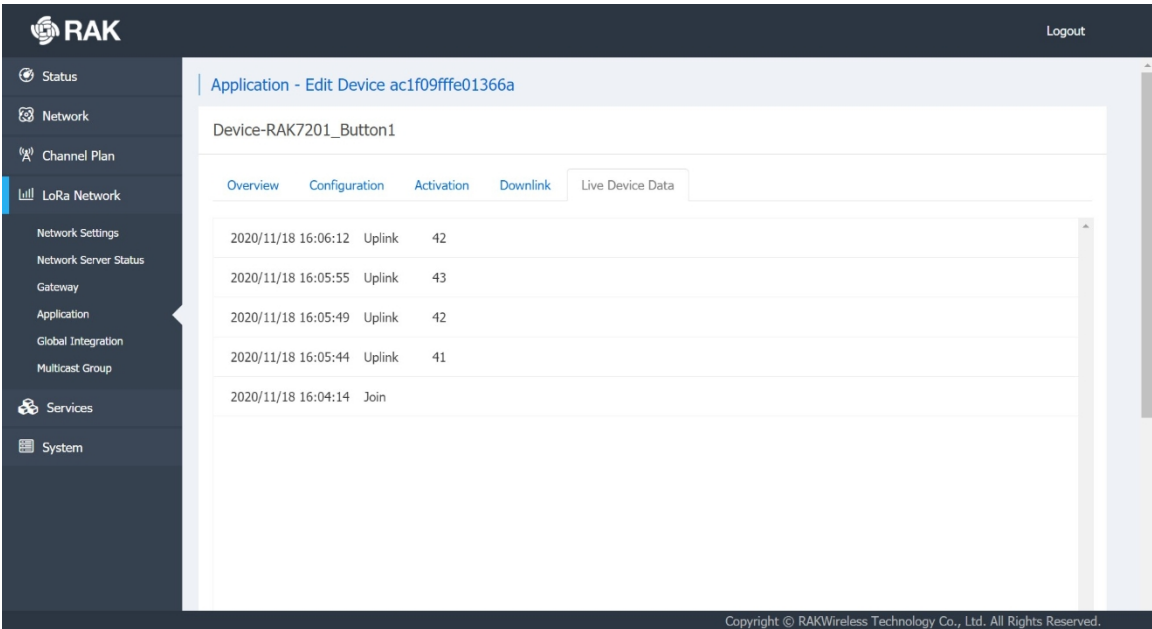 RAK
Logout
Status
Network
Channel Plan
LoRa Network
Network Settings
Network Server Status
Gateway
Application
Global Integration
Multicast Group
Services
System
Application - Edit Device ac1f09fffe01366a
Device-RAK7201_Button1
Overview Configuration Activation Downlink Live Device Data
2020/11/18 16:06:12 Uplink 42
2020/11/18 16:05:55 Uplink 43
2020/11/18 16:05:49 Uplink 42
2020/11/18 16:05:44 Uplink 41
2020/11/18 16:04:14 Join
Copyright © RAKWireless Technology Co., Ltd. All Rights Reserved.